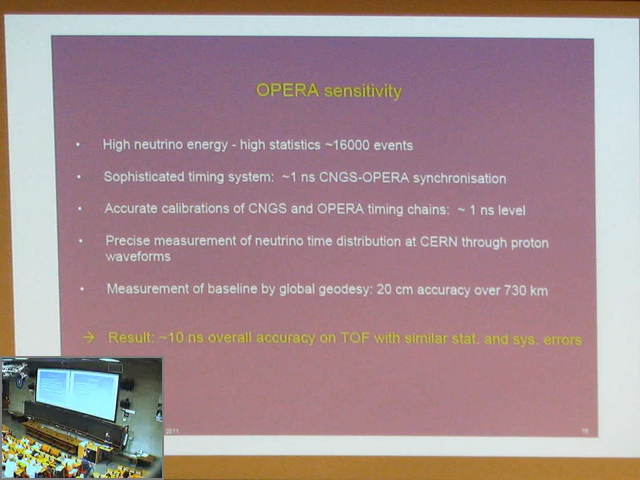 OPERA sensitivity
• High neutrino energy - high statistics ~16000 events
• Sophisticated timing system: ~1 ns CNGS-OPERA synchronisation
• Accurate calibrations of CNGS and OPERA timing chains: ~ 1 ns level
• Precise measurement of neutrino time distribution at CERN through proton
waveforms
• Measurement of baseline by global geodesy: 20 cm accuracy over 730 km
→ Result: ~10 ns overall accuracy on TOF with similar stat. and sys. errors
2011